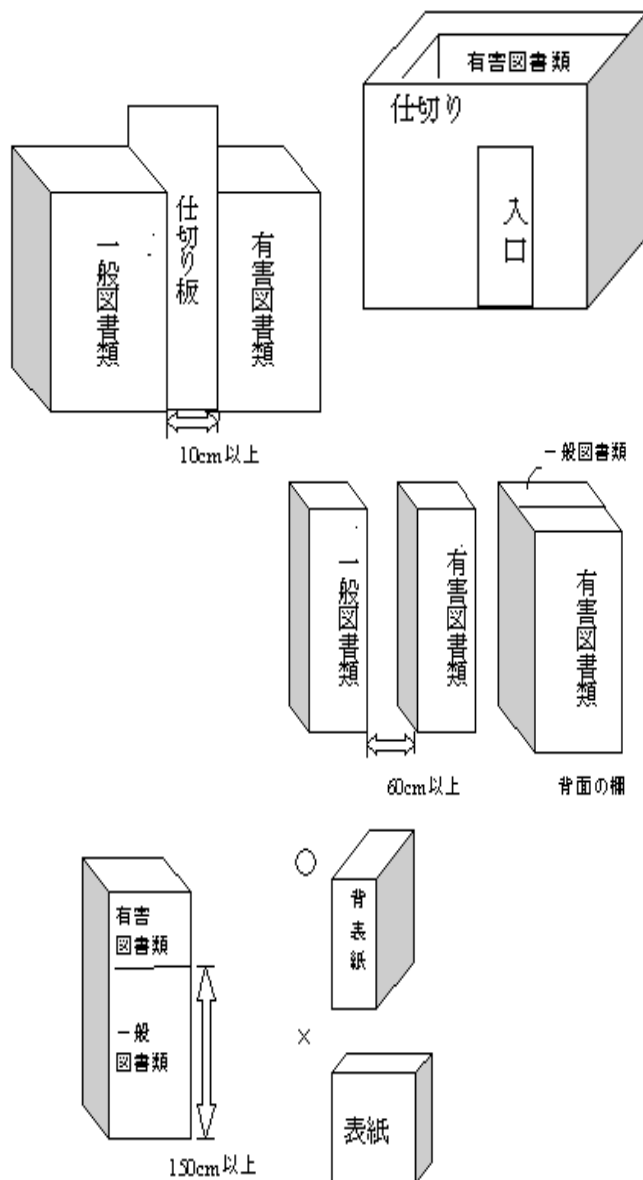 有害図書類
仕切り
入口
一般図書類
仕切り板
有害図書類
10cm以上
一般図書類
一般図書類
有害図書類
有害図書類
60cm以上
背面の棚
○
背表紙
有害
図書類
一般
図書類
×
表紙
150cm以上